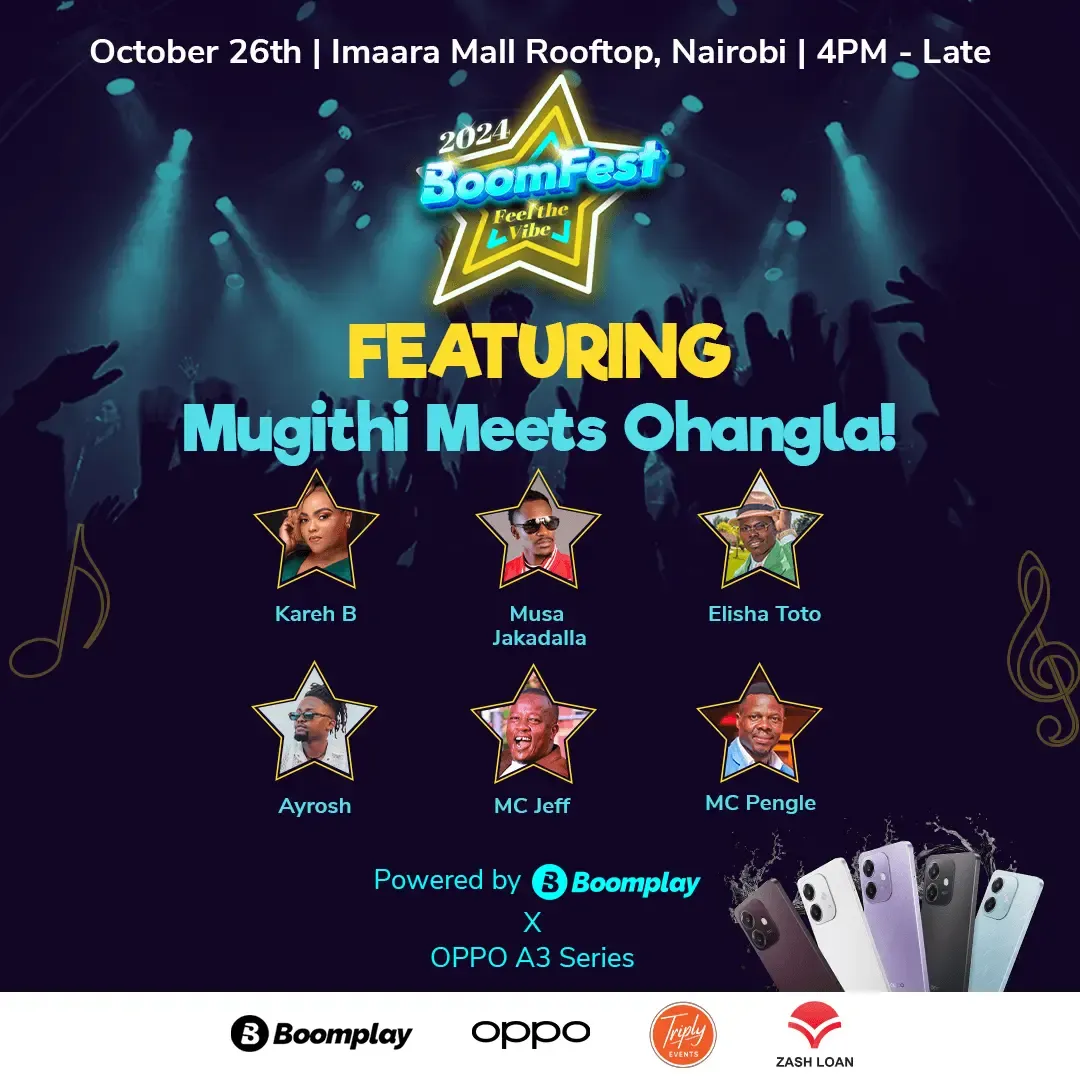 October 26th | Imaara Mall Rooftop, Nairobi | 4PM - Late
2024
BoomFest
Feel the
Vibe
FEATURING
Mugithi Meets Ohangla!
Kareh B
Musa
Jakadalla
Elisha Toto
Ayrosh
MC Jeff
MC Pengle
Powered by Boomplay
X
OPPO A3 Series
Boomplay
oppo
Triply
EVENTS
ZASH LOAN